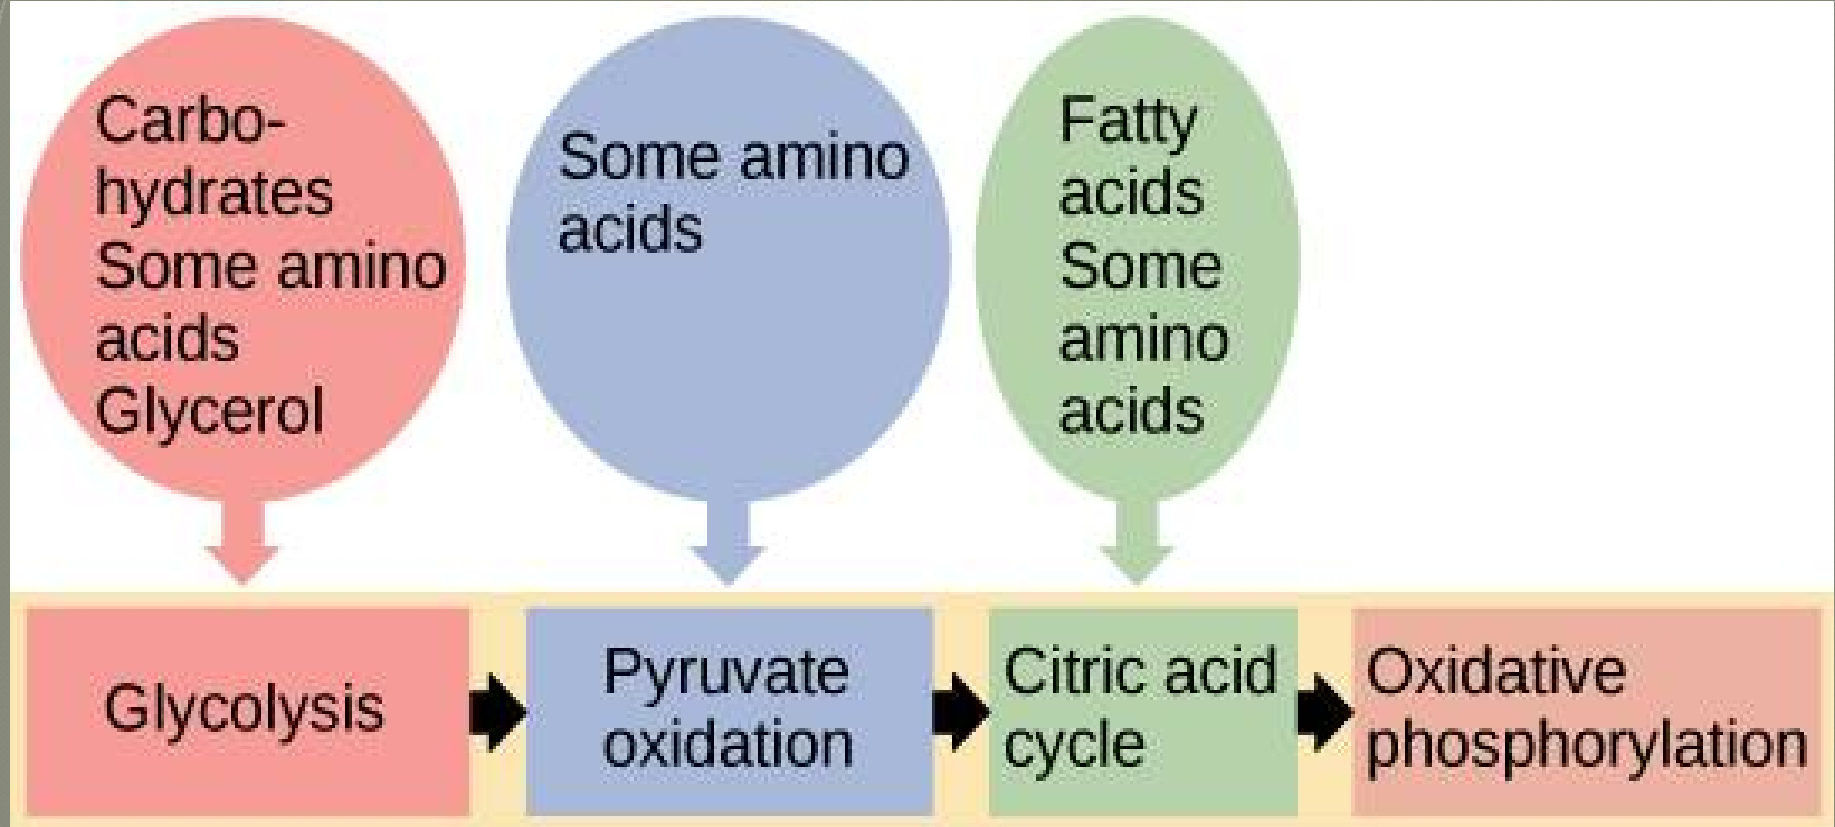 Carbo-
hydrates
Some amino
acids
Glycerol
Some amino
acids
Fatty
acids
Some
amino
acids
Glycolysis
Pyruvate
oxidation
Citric acid
cycle
Oxidative
phosphorylation